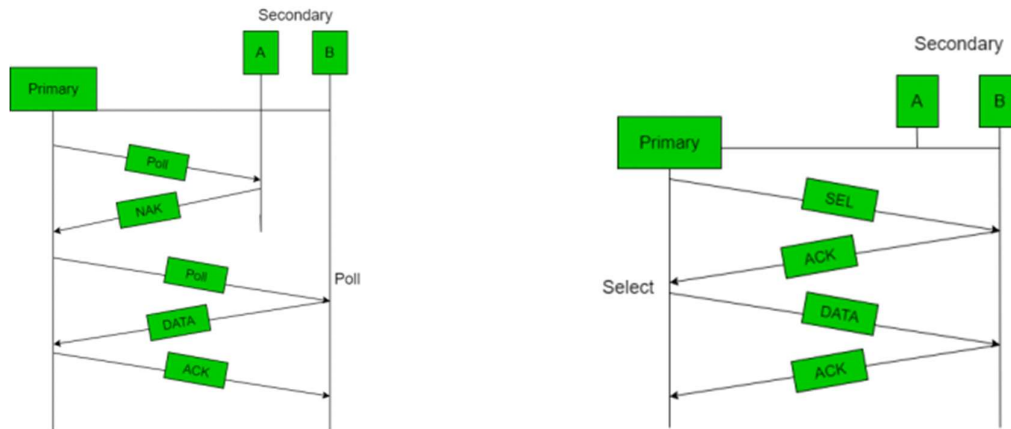 Secondary
A
B
Primary
Poll
NAK
Poll
Poll
DATA
ACK
Secondary
A
B
Primary
SEL
ACK
Select
DATA
ACK